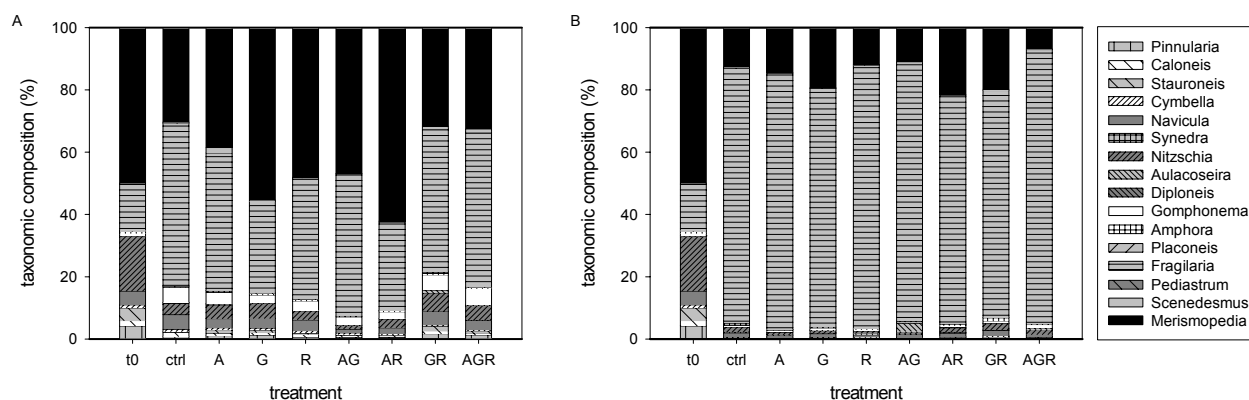 A
taxonomic composition (%)
100
80
60
40
20
0
t0 ctrl A G R AG AR GR AGR
treatment
B
taxonomic composition (%)
100
80
60
40
20
0
t0 ctrl A G R AG AR GR AGR
treatment
Pinnularia
Caloneis
Stauroneis
Cymbella
Navicula
Synedra
Nitzschia
Aulacoseira
Diploneis
Gomphonema
Amphora
Placoneis
Fragilaria
Pediastrum
Scenedesmus
Merismopedia